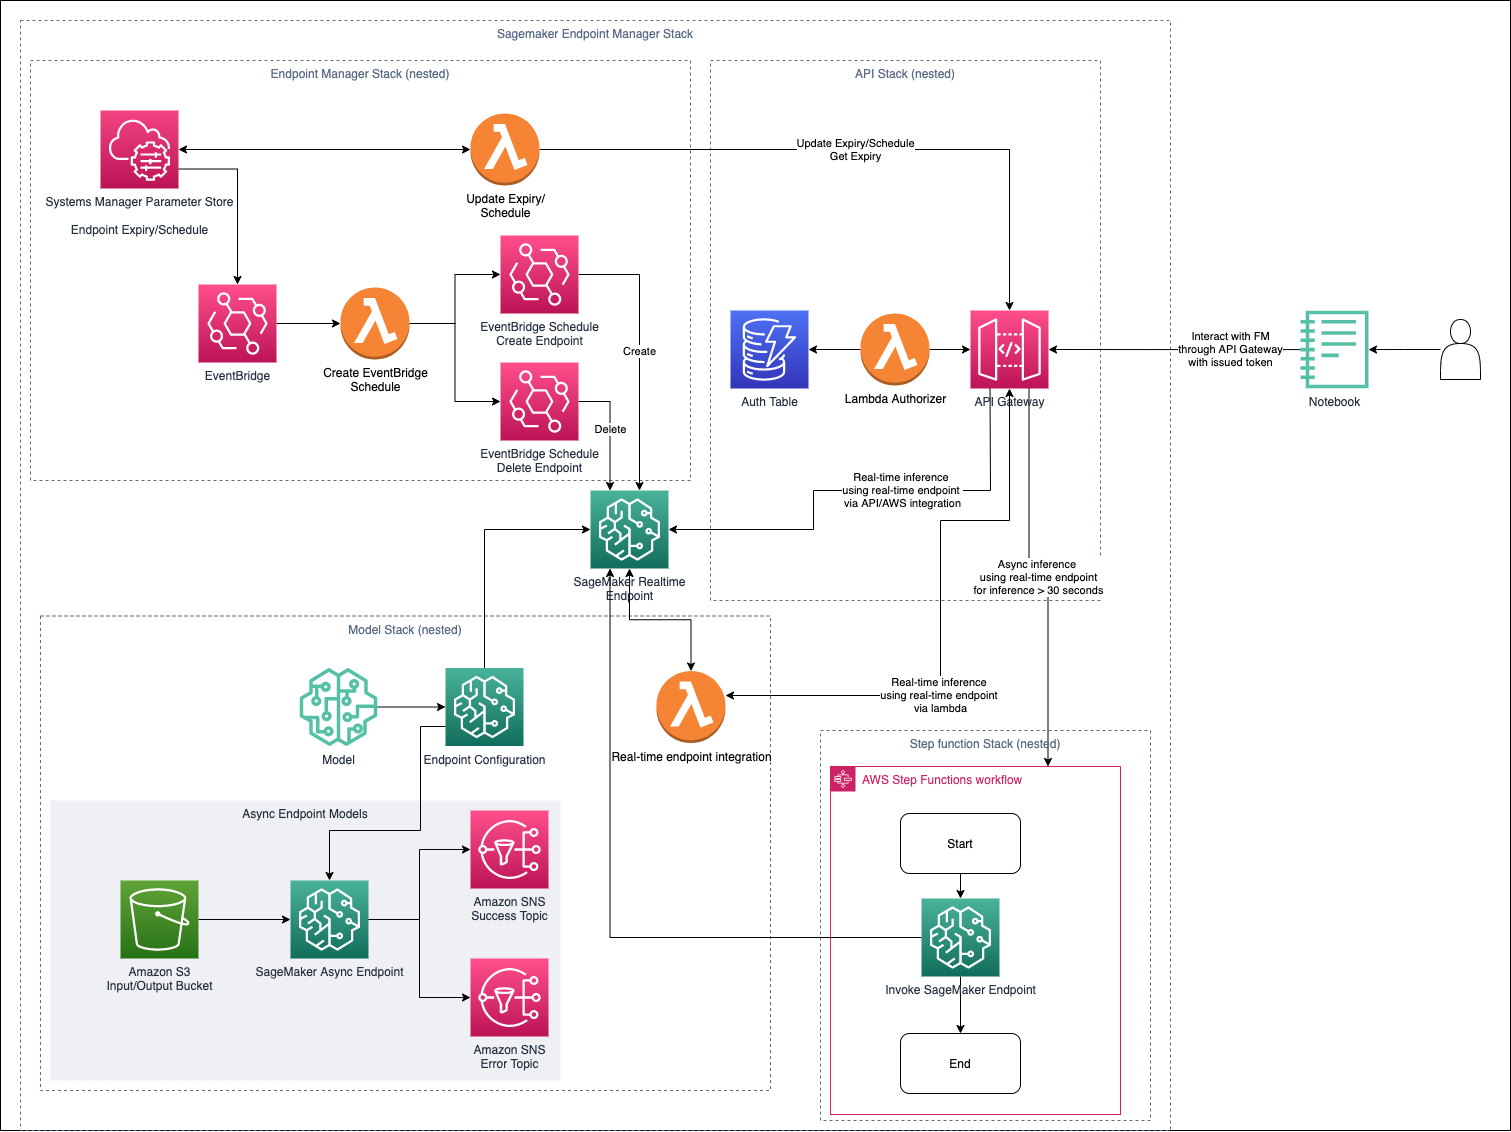 Sagemaker Endpoint Manager Stack
Endpoint Manager Stack (nested)
API Stack (nested)
Systems Manager Parameter Store
Endpoint Expiry/Schedule
Update Expiry/
Schedule
Update Expiry/Schedule
Get Expiry
EventBridge
Create EventBridge
Schedule
EventBridge Schedule
Create Endpoint
Create
EventBridge Schedule
Delete Endpoint
Delete
Auth Table
Lambda Authorizer
API Gateway
Interact with FM
through API Gateway
with issued token
Notebook
Real-time inference
using real-time endpoint
via API/AWS integration
SageMaker Realtime
Endpoint
Async inference
using real-time endpoint
for inference > 30 seconds
Model Stack (nested)
Model
Endpoint Configuration
Real-time endpoint integration
Real-time inference
using real-time endpoint
via lambda
Step function Stack (nested)
AWS Step Functions workflow
Start
Invoke SageMaker Endpoint
End
Async Endpoint Models
Amazon S3
Input/Output Bucket
SageMaker Async Endpoint
Amazon SNS
Success Topic
Amazon SNS
Error Topic